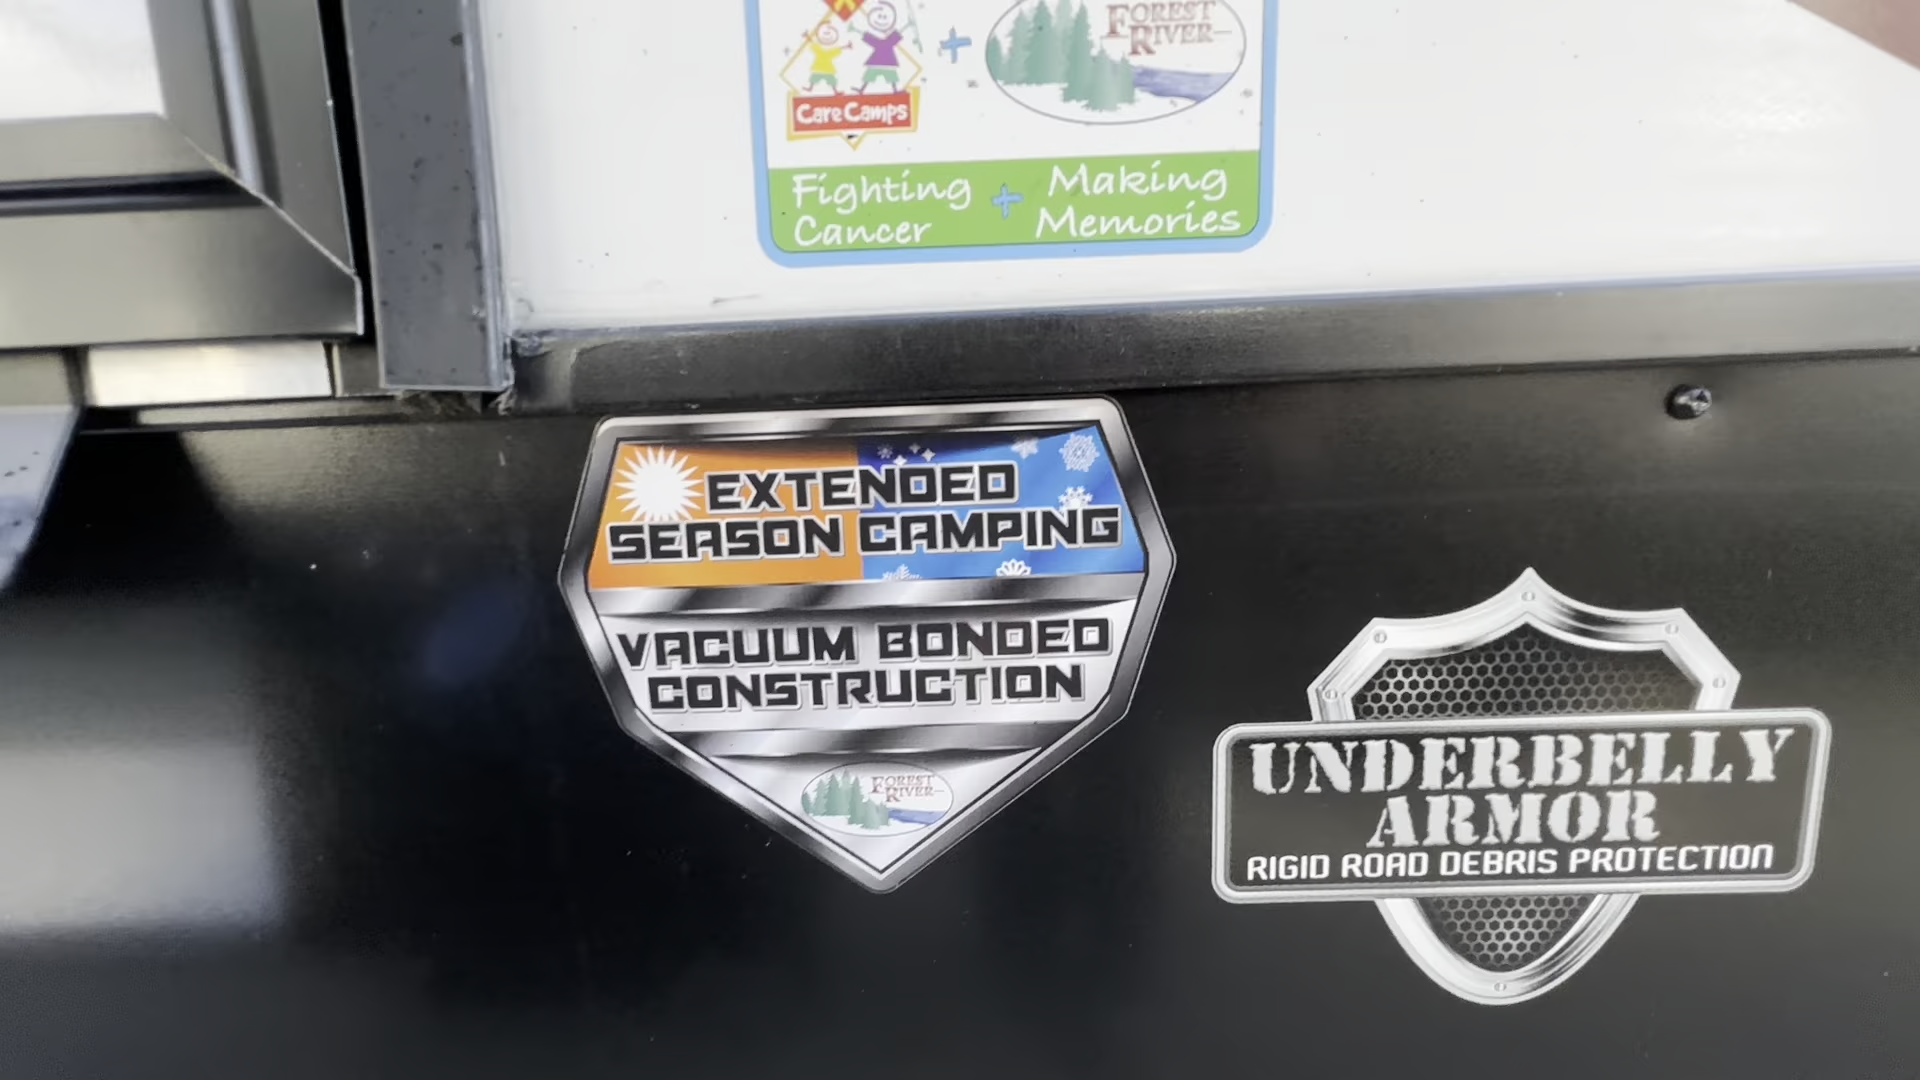 Care Camps
+
FOREST
RIVER
Fighting + Making
Cancer Memories
EXTENDED
SEASON CAMPING
VACUUM BONDED
CONSTRUCTION
FOREST
RIVER
UNDERBELLY
ARMOR
RIGID ROAD DEBRIS PROTECTION